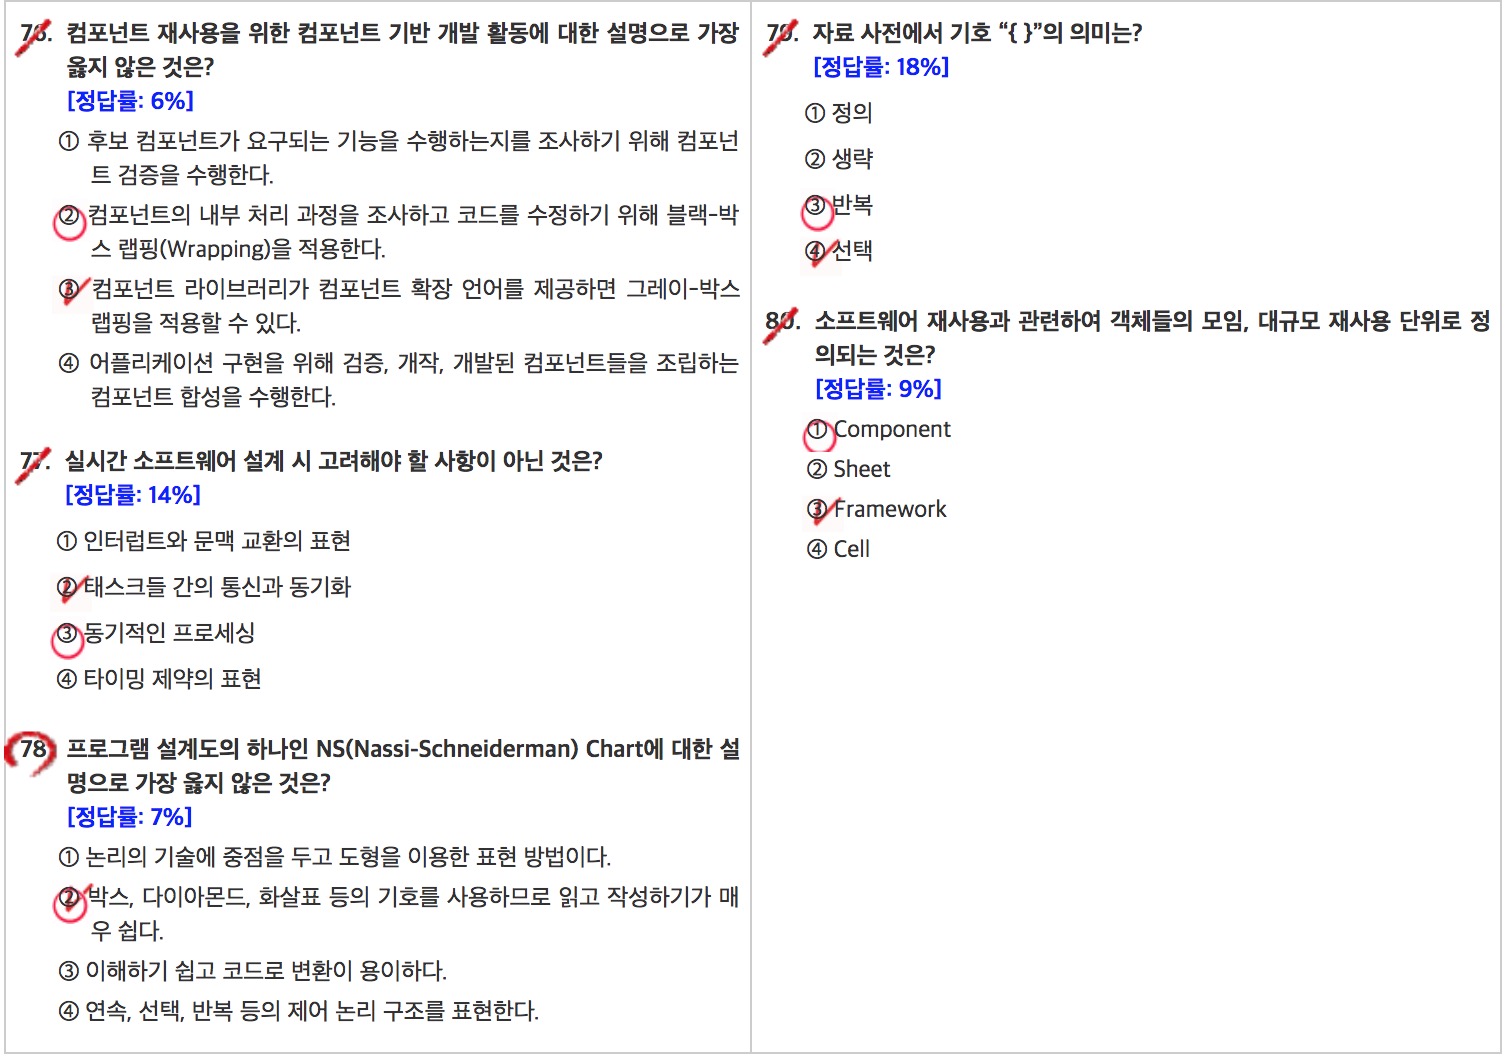 76. 컴포넌트 재사용을 위한 컴포넌트 기반 개발 활동에 대한 설명으로 가장
옳지 않은 것은?
[정답률: 6%]
① 후보 컴포넌트가 요구되는 기능을 수행하는지를 조사하기 위해 컴포넌
트 검증을 수행한다.
② 컴포넌트의 내부 처리 과정을 조사하고 코드를 수정하기 위해 블랙-박
스 랩핑(Wrapping)을 적용한다.
③ 컴포넌트 라이브러리가 컴포넌트 확장 언어를 제공하면 그레이-박스
랩핑을 적용할 수 있다.
④ 어플리케이션 구현을 위해 검증, 개작, 개발된 컴포넌트들을 조립하는
컴포넌트 합성을 수행한다.
77. 실시간 소프트웨어 설계 시 고려해야 할 사항이 아닌 것은?
[정답률: 14%]
① 인터럽트와 문맥 교환의 표현
② 태스크들 간의 통신과 동기화
③ 동기적인 프로세싱
④ 타이밍 제약의 표현
78. 프로그램 설계도의 하나인 NS(Nassi-Schneiderman) Chart에 대한 설
명으로 가장 옳지 않은 것은?
[정답률: 7%]
① 논리의 기술에 중점을 두고 도형을 이용한 표현 방법이다.
② 박스, 다이아몬드, 화살표 등의 기호를 사용하므로 읽고 작성하기가 매
우 쉽다.
③ 이해하기 쉽고 코드로 변환이 용이하다.
④ 연속, 선택, 반복 등의 제어 논리 구조를 표현한다.
79. 자료 사전에서 기호 “{ }”의 의미는?
[정답률: 18%]
① 정의
② 생략
③ 반복
④ 선택
80. 소프트웨어 재사용과 관련하여 객체들의 모임, 대규모 재사용 단위로 정
의되는 것은?
[정답률: 9%]
① Component
② Sheet
③ Framework
④ Cell